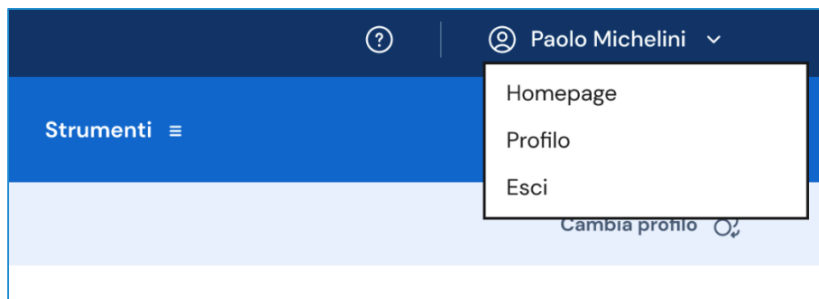 Paolo Michelini
Homepage
Strumenti
Profilo
Esci
Cambia profilo